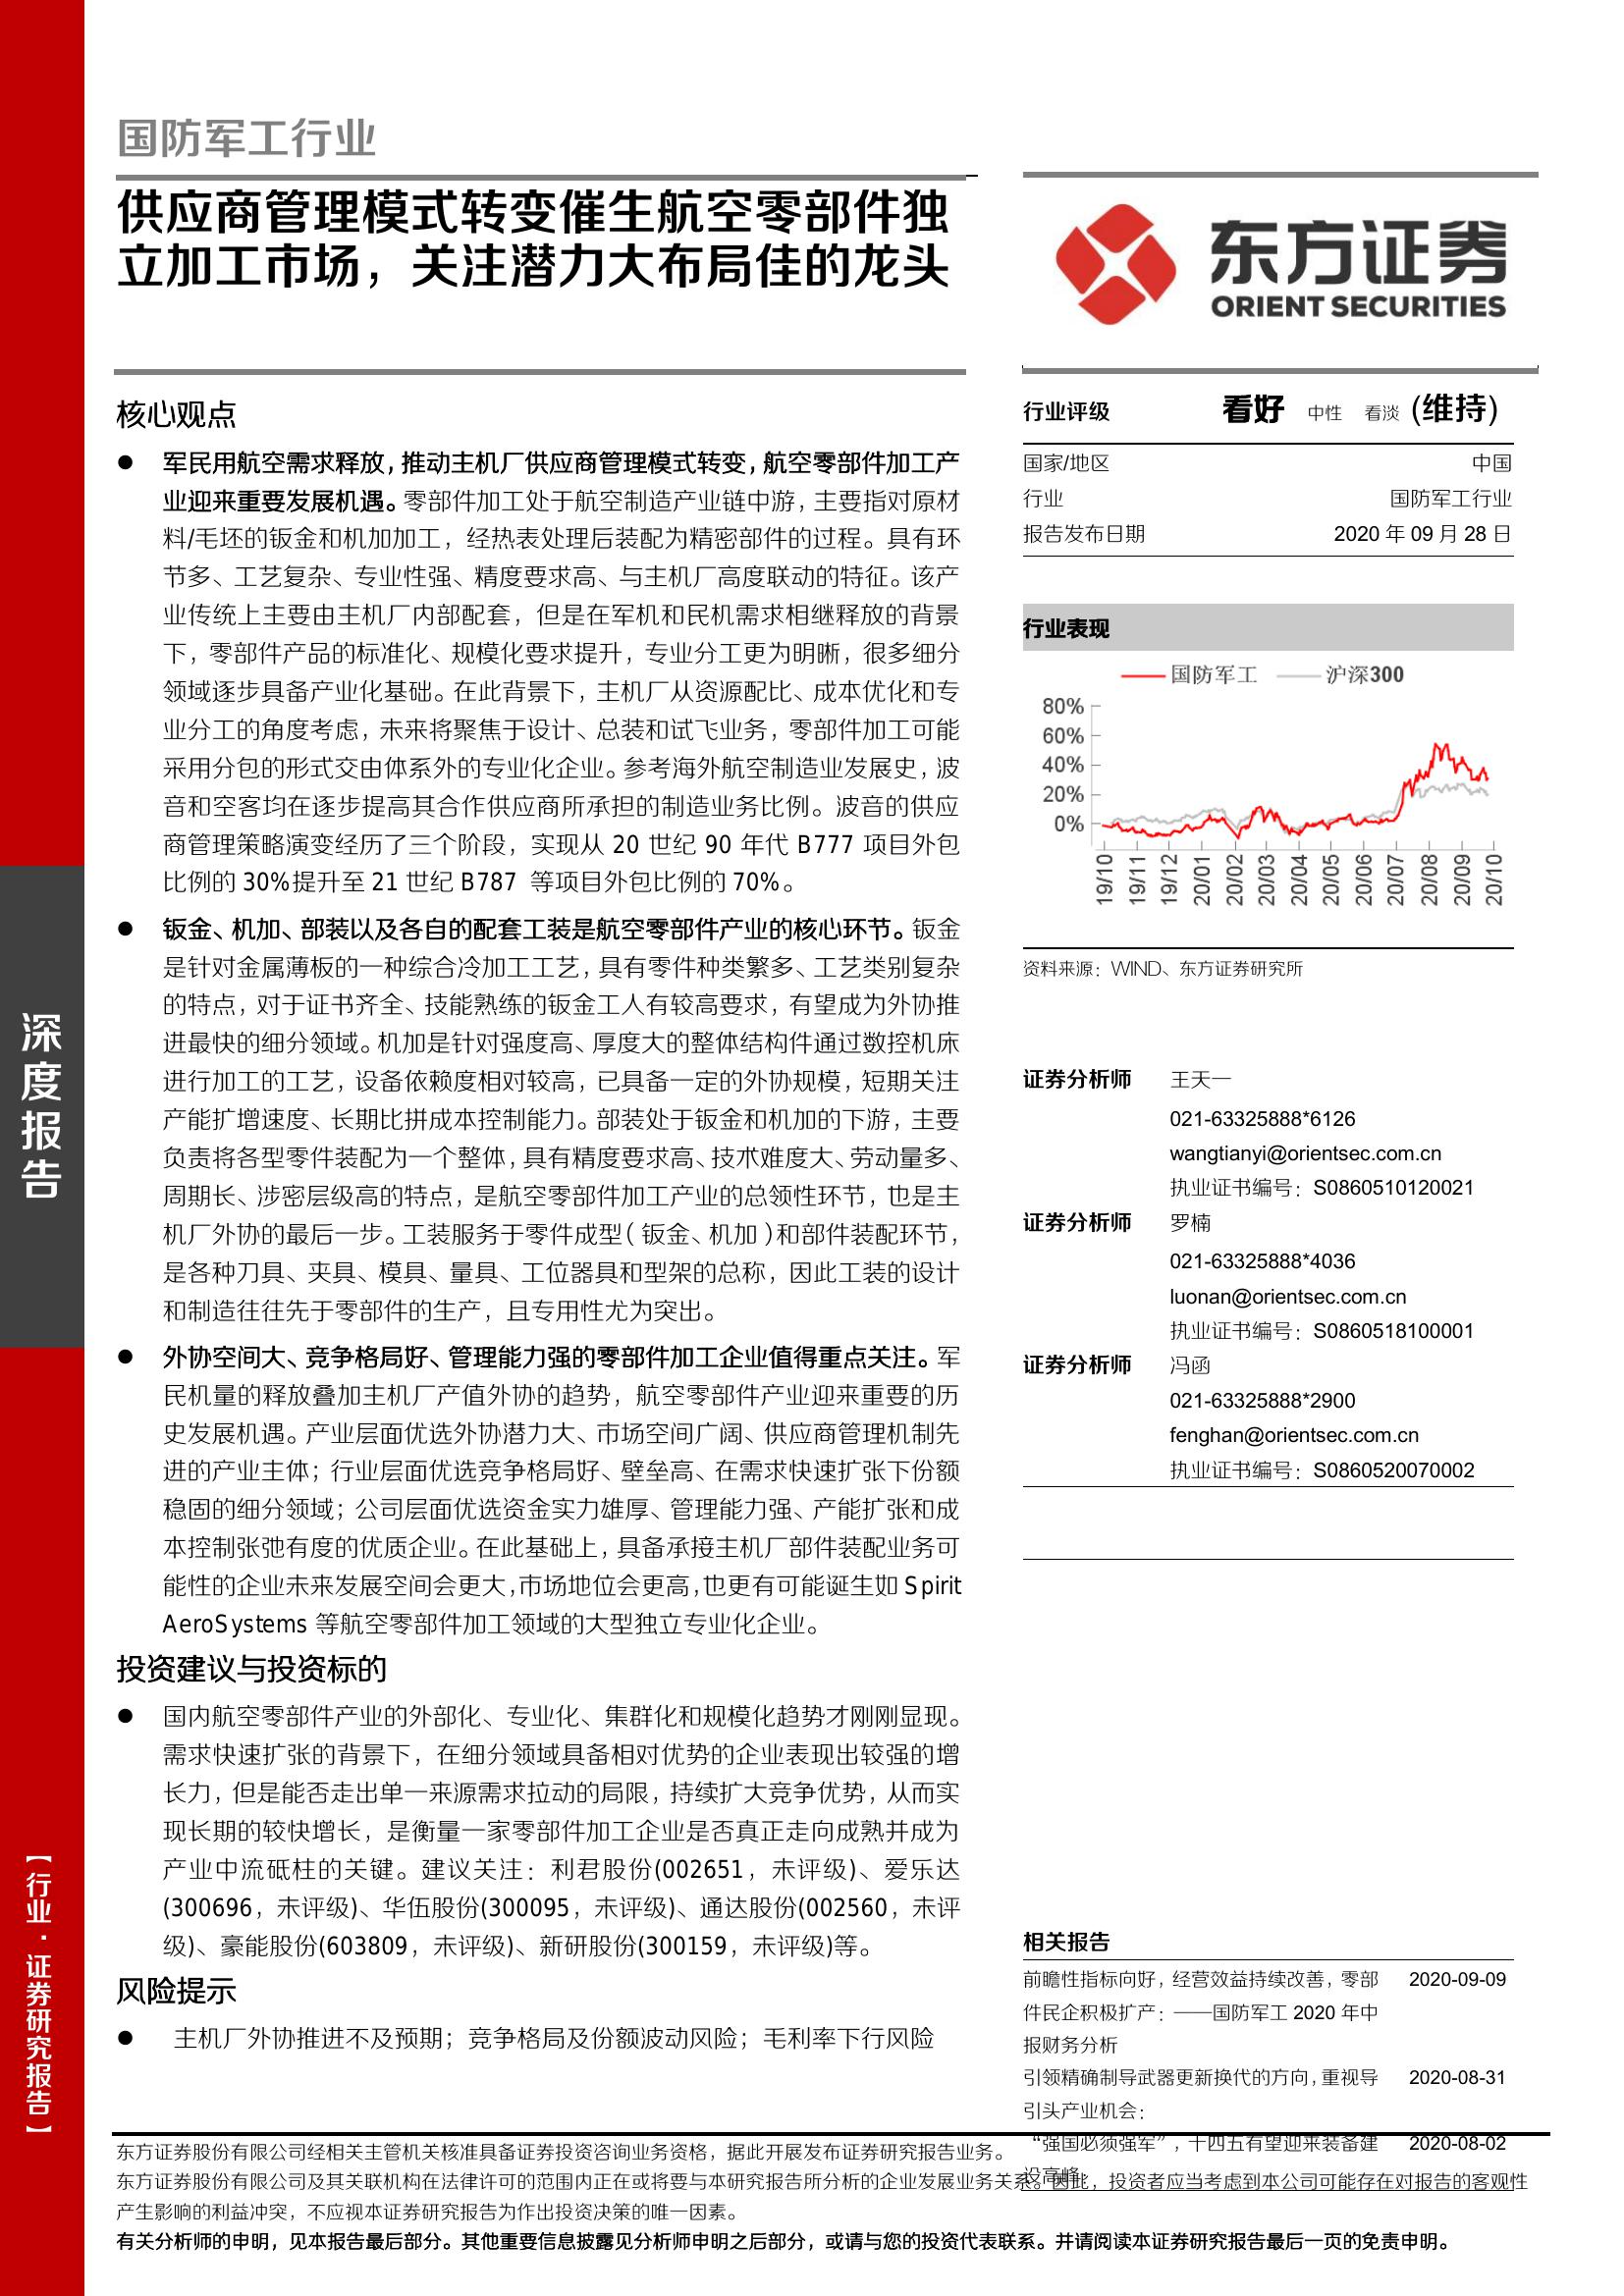 国防军工行业
供应商管理模式转变催生航空零部件独
立加工市场，关注潜力大布局佳的龙头
东方证券
ORIENT SECURITIES
核心观点
● 军民用航空需求释放，推动主机厂供应商管理模式转变，航空零部件加工产
业迎来重要发展机遇。零部件加工处于航空制造产业链中游，主要指对原材
料/毛坯的钣金和机加加工，经热表处理后装配为精密部件的过程。具有环
节多、工艺复杂、专业性强、精度要求高、与主机厂高度联动的特征。该产
业传统上主要由主机厂内部配套，但是在军机和民机需求相继释放的背景
下，零部件产品的标准化、规模化要求提升，专业分工更为明晰，很多细分
领域逐步具备产业化基础。在此背景下，主机厂从资源配比、成本优化和专
业分工的角度考虑，未来将聚焦于设计、总装和试飞业务，零部件加工可能
采用分包的形式交由体系外的专业化企业。参考海外航空制造业发展史，波
音和空客均在逐步提高其合作供应商所承担的制造业务比例。波音的供应
商管理策略演变经历了三个阶段，实现从 20 世纪 90 年代 B777 项目外包
比例的 30%提升至 21 世纪 B787 等项目外包比例的 70%。
● 钣金、机加、部装以及各自的配套工装是航空零部件产业的核心环节。钣金
是针对金属薄板的一种综合冷加工工艺，具有零件种类繁多、工艺类别复杂
的特点，对于证书齐全、技能熟练的钣金工人有较高要求，有望成为外协推
进最快的细分领域。机加是针对强度高、厚度大的整体结构件通过数控机床
进行加工的工艺，设备依赖度相对较高，已具备一定的外协规模，短期关注
产能扩增速度、长期比拼成本控制能力。部装处于钣金和机加的下游，主要
负责将各型零件装配为一个整体，具有精度要求高、技术难度大、劳动量多、
周期长、涉密层级高的特点，是航空零部件加工产业的总领性环节，也是主
机厂外协的最后一步。工装服务于零件成型（钣金、机加）和部件装配环节，
是各种刀具、夹具、模具、量具、工位器具和型架的总称，因此工装的设计
和制造往往先于零部件的生产，且专用性尤为突出。
● 外协空间大、竞争格局好、管理能力强的零部件加工企业值得重点关注。军
民机量的释放叠加主机厂产值外协的趋势，航空零部件产业迎来重要的历
史发展机遇。产业层面优选外协潜力大、市场空间广阔、供应商管理机制先
进的产业主体；行业层面优选竞争格局好、壁垒高、在需求快速扩张下份额
稳固的细分领域；公司层面优选资金实力雄厚、管理能力强、产能扩张和成
本控制张弛有度的优质企业。在此基础上，具备承接主机厂部件装配业务可
能性的企业未来发展空间会更大，市场地位会更高，也更有可能诞生如 Spirit
AeroSystems 等航空零部件加工领域的大型独立专业化企业。
投资建议与投资标的
● 国内航空零部件产业的外部化、专业化、集群化和规模化趋势才刚刚显现。
需求快速扩张的背景下，在细分领域具备相对优势的企业表现出较强的增
长力，但是能否走出单一来源需求拉动的局限，持续扩大竞争优势，从而实
现长期的较快增长，是衡量一家零部件加工企业是否真正走向成熟并成为
产业中流砥柱的关键。建议关注：利君股份(002651，未评级)、爱乐达
(300696，未评级)、华伍股份(300095，未评级)、通达股份(002560，未评
级)、豪能股份(603809，未评级)、新研股份(300159，未评级)等。
风险提示
● 主机厂外协推进不及预期；竞争格局及份额波动风险；毛利率下行风险
行业评级 看好 中性 看淡 (维持)
国家/地区 中国
行业 国防军工行业
报告发布日期 2020 年 09 月 28 日
行业表现
国防军工 沪深300
80%
60%
40%
20%
0%
19/10 19/11 19/12 20/01 20/02 20/03 20/04 20/05 20/06 20/07 20/08 20/09 20/10
资料来源：WIND、东方证券研究所
证券分析师 王天一
021-63325888*6126
wangtianyi@orientsec.com.cn
执业证书编号：S0860510120021
证券分析师 罗楠
021-63325888*4036
luonan@orientsec.com.cn
执业证书编号：S0860518100001
证券分析师 冯函
021-63325888*2900
fenghan@orientsec.com.cn
执业证书编号：S0860520070002
相关报告
前瞻性指标向好，经营效益持续改善，零部 2020-09-09
件民企积极扩产：——国防军工 2020 年中
报财务分析
引领精确制导武器更新换代的方向，重视导 2020-08-31
引头产业机会：
“强国必须强军”，十四五有望迎来装备建 2020-08-02
设高峰：
深度报告
【行业·证券研究报告】
东方证券股份有限公司经相关主管机关核准具备证券投资咨询业务资格，据此开展发布证券研究报告业务。
东方证券股份有限公司及其关联机构在法律许可的范围内正在或将要与本研究报告所分析的企业发展业务关系。因此，投资者应当考虑到本公司可能存在对报告的客观性
产生影响的利益冲突，不应视本证券研究报告为作出投资决策的唯一因素。
有关分析师的申明，见本报告最后部分。其他重要信息披露见分析师申明之后部分，或请与您的投资代表联系。并请阅读本证券研究报告最后一页的免责申明。